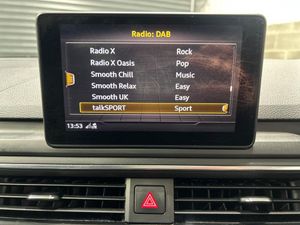 Radio: DAB
Radio X Rock
Radio X Oasis Pop
Smooth Chill Music
Smooth Relax Easy
Smooth UK Easy
talkSPORT Sport
13:53